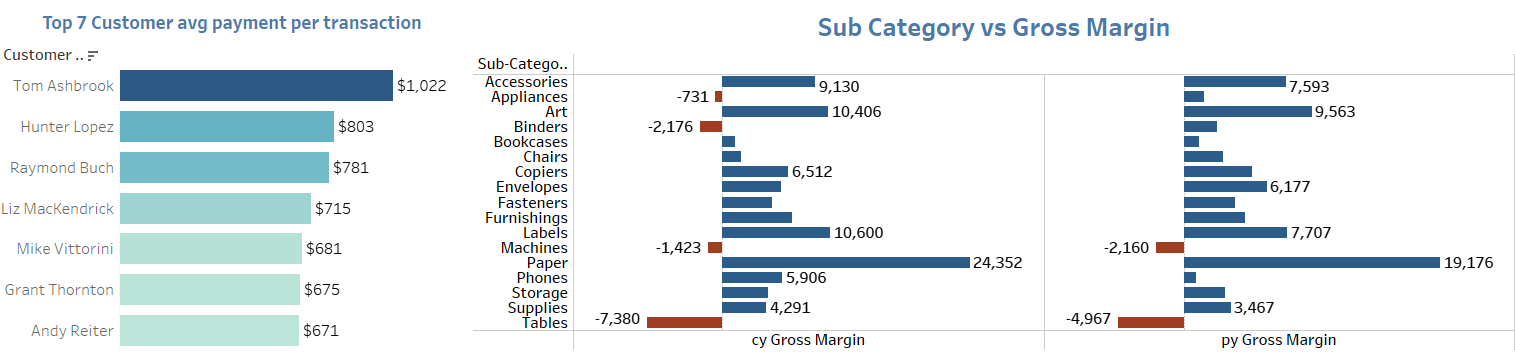 Top 7 Customer avg payment per transaction
Customer ..
Tom Ashbrook $1,022
Hunter Lopez $803
Raymond Buch $781
Liz MacKendrick $715
Mike Vittorini $681
Grant Thornton $675
Andy Reiter $671
Sub Category vs Gross Margin
Sub-Catego..
Accessories 9,130 7,593
Appliances -731
Art 10,406 9,563
Binders -2,176
Bookcases
Chairs
Copiers 6,512
Envelopes 6,177
Fasteners
Furnishings
Labels 10,600 7,707
Machines -1,423 -2,160
Paper 24,352 19,176
Phones 5,906
Storage
Supplies 4,291 3,467
Tables -7,380 -4,967
cy Gross Margin py Gross Margin